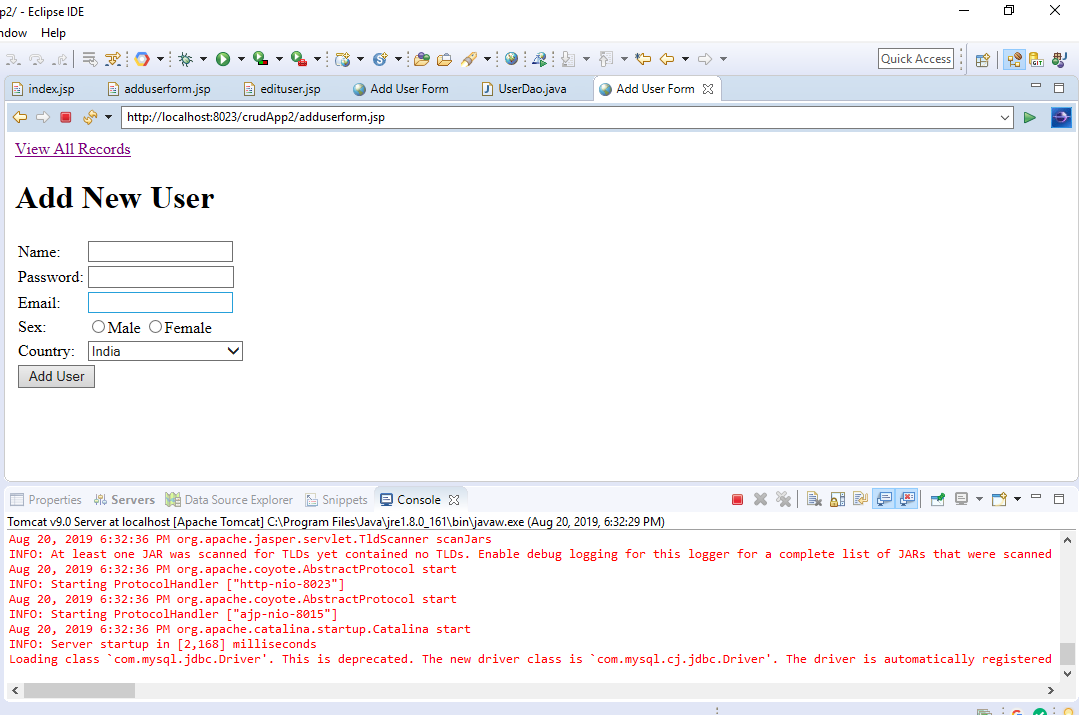 p2/ - Eclipse IDE
ndow Help
Quick Access
index.jsp adduserform.jsp edituser.jsp Add User Form UserDao.java Add User Form
http://localhost:8023/crudApp2/adduserform.jsp
View All Records
Add New User
Name:
Password:
Email:
Sex: Male Female
Country: India
Add User
Properties Servers Data Source Explorer Snippets Console
Tomcat v9.0 Server at localhost [Apache Tomcat] C:\Program Files\Java\jre1.8.0_161\bin\javaw.exe (Aug 20, 2019, 6:32:29 PM)
Aug 20, 2019 6:32:36 PM org.apache.jasper.servlet.TldScanner scanJars
INFO: At least one JAR was scanned for TLDs yet contained no TLDs. Enable debug logging for this logger for a complete list of JARs that were scanned
Aug 20, 2019 6:32:36 PM org.apache.coyote.AbstractProtocol start
INFO: Starting ProtocolHandler ["http-nio-8023"]
Aug 20, 2019 6:32:36 PM org.apache.coyote.AbstractProtocol start
INFO: Starting ProtocolHandler ["ajp-nio-8015"]
Aug 20, 2019 6:32:36 PM org.apache.catalina.startup.Catalina start
INFO: Server startup in [2,168] milliseconds
Loading class `com.mysql.jdbc.Driver'. This is deprecated. The new driver class is `com.mysql.cj.jdbc.Driver'. The driver is automatically registered